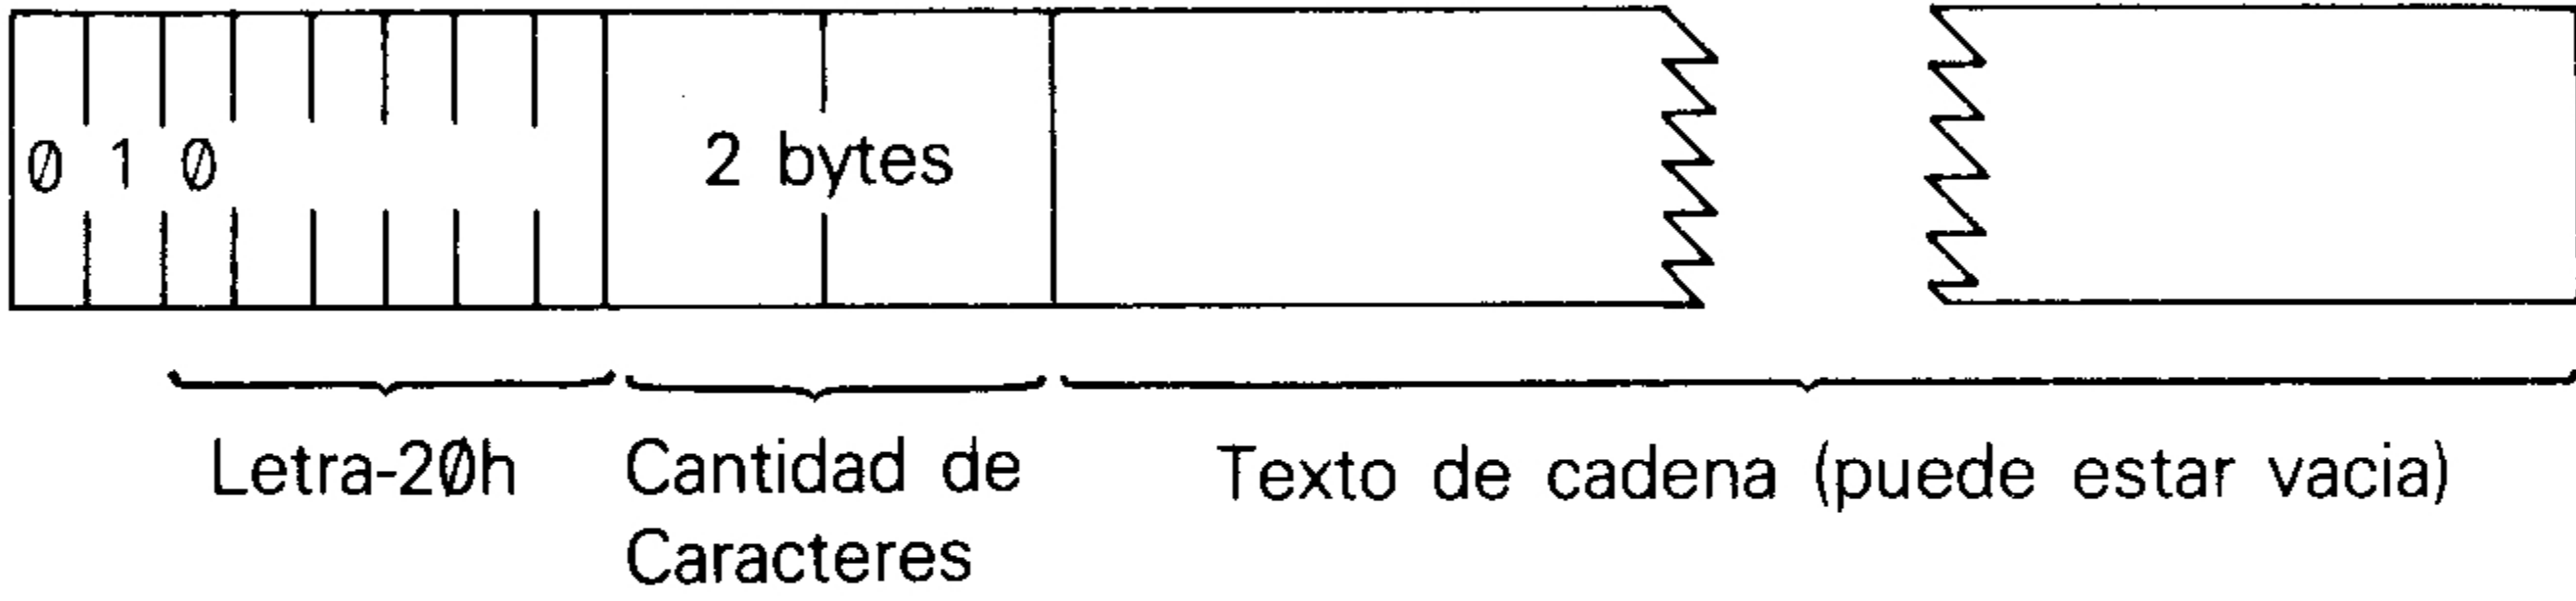 0 1 0
2 bytes
Letra-20h
Cantidad de
Caracteres
Texto de cadena (puede estar vacia)